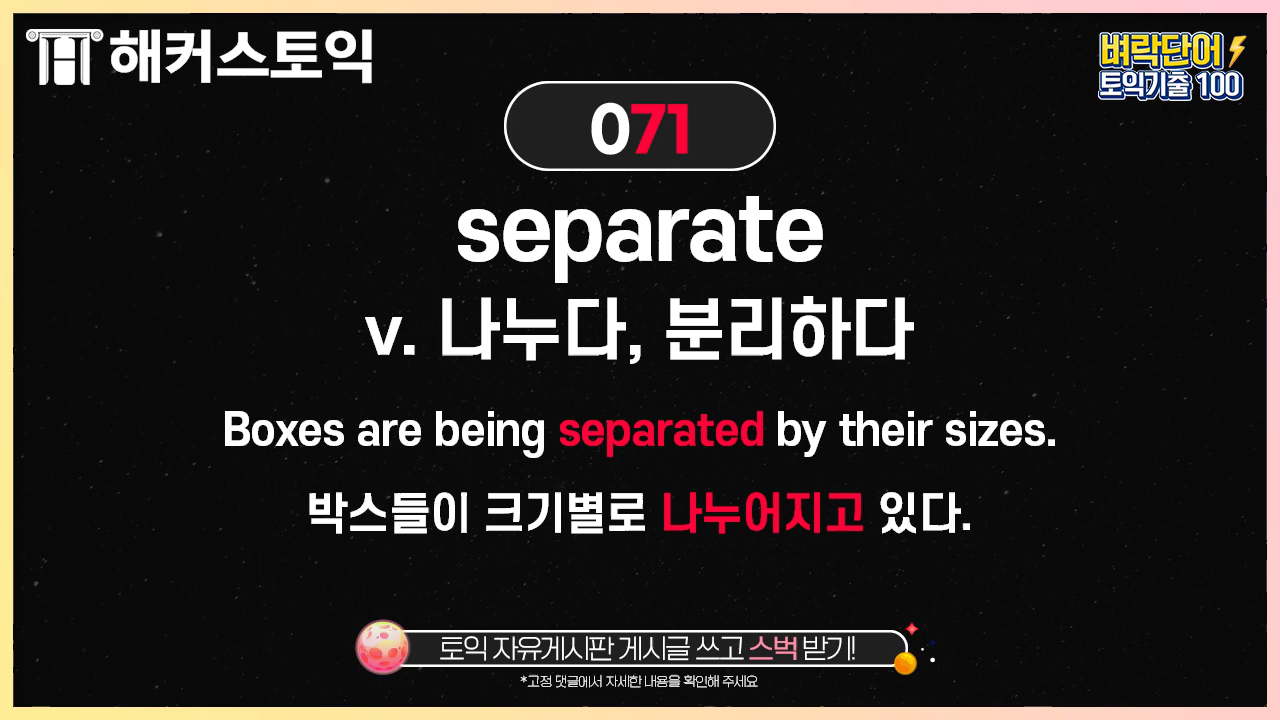 해커스토익
벼락단어
토익기출 100
071
separate
v. 나누다, 분리하다
Boxes are being separated by their sizes.
박스들이 크기별로 나누어지고 있다.
토익 자유게시판 게시글 쓰고 스벅 받기!
*고정 댓글에서 자세한 내용을 확인해 주세요